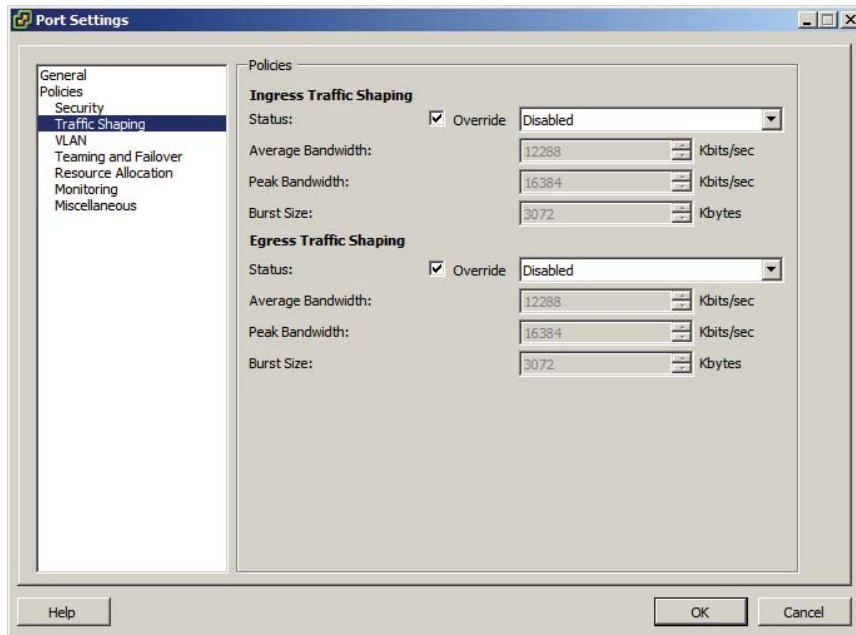 Port Settings
General
Policies
Security
Traffic Shaping
VLAN
Teaming and Failover
Resource Allocation
Monitoring
Miscellaneous
Policies
Ingress Traffic Shaping
Status: Override Disabled
Average Bandwidth: 12288 Kbits/sec
Peak Bandwidth: 16384 Kbits/sec
Burst Size: 3072 Kbytes
Egress Traffic Shaping
Status: Override Disabled
Average Bandwidth: 12288 Kbits/sec
Peak Bandwidth: 16384 Kbits/sec
Burst Size: 3072 Kbytes
Help OK Cancel